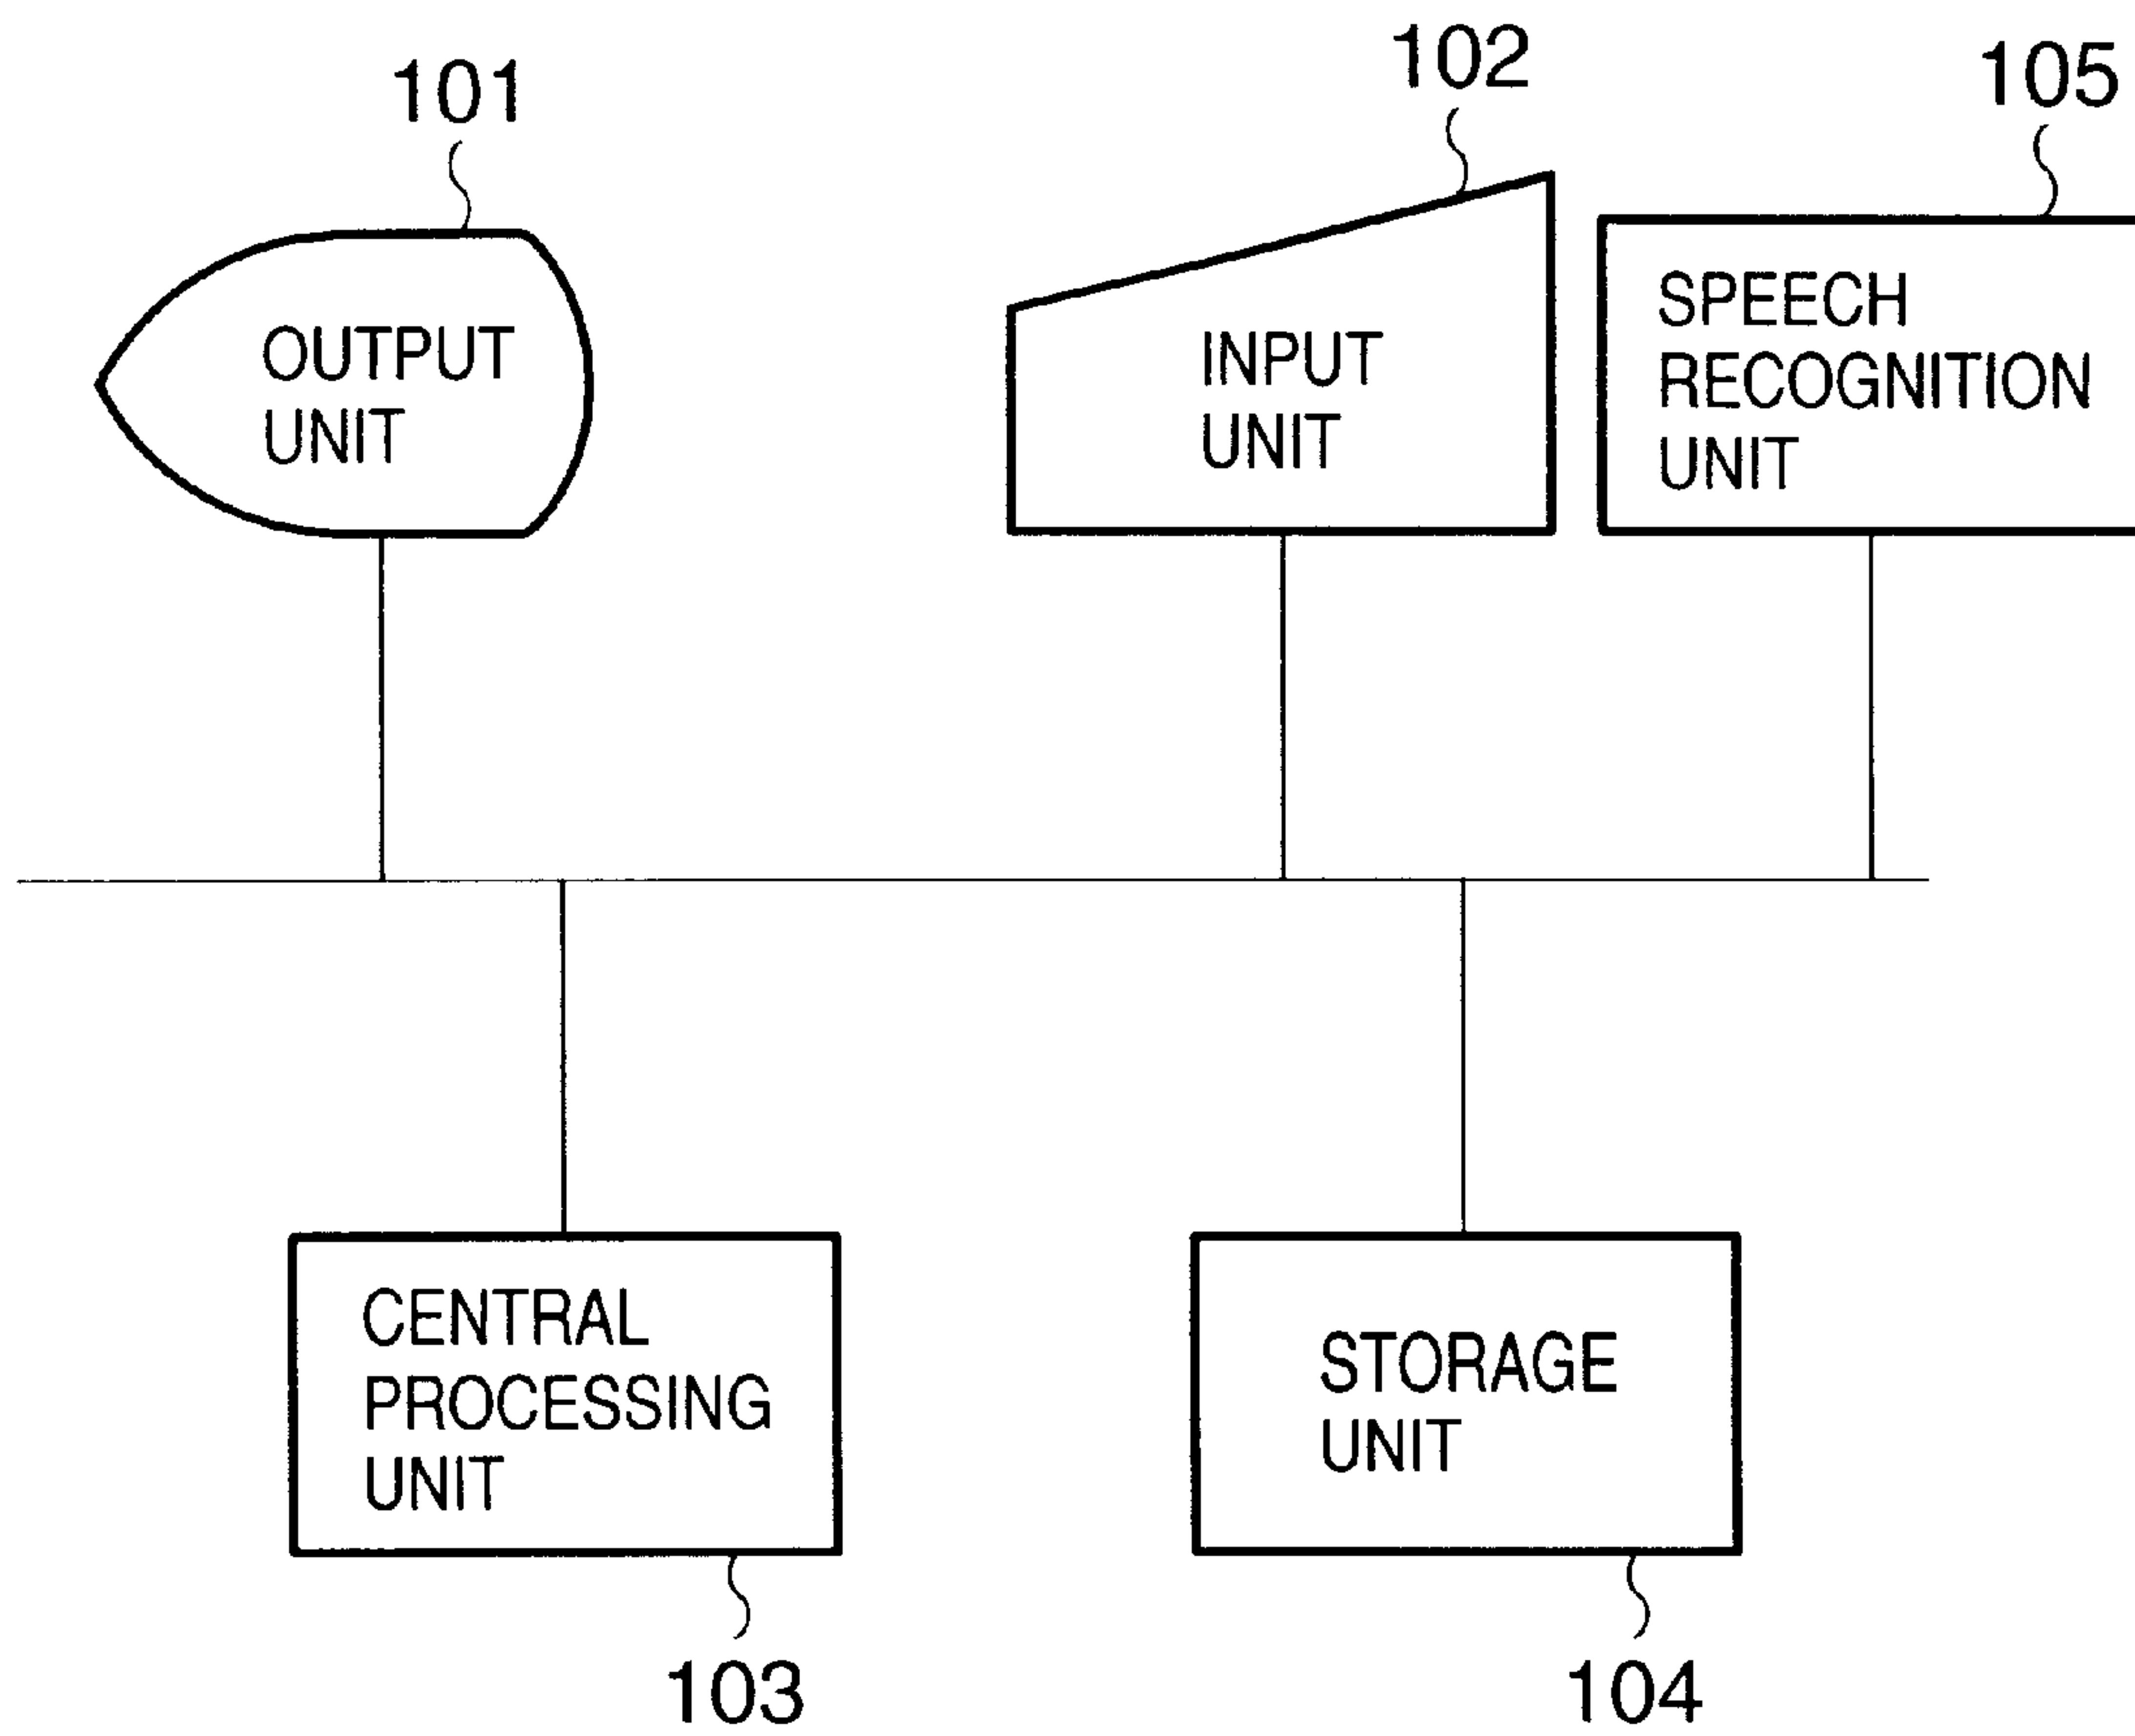 101
102
105
OUTPUT
UNIT
INPUT
UNIT
SPEECH
RECOGNITION
UNIT
CENTRAL
PROCESSING
UNIT
STORAGE
UNIT
103
104